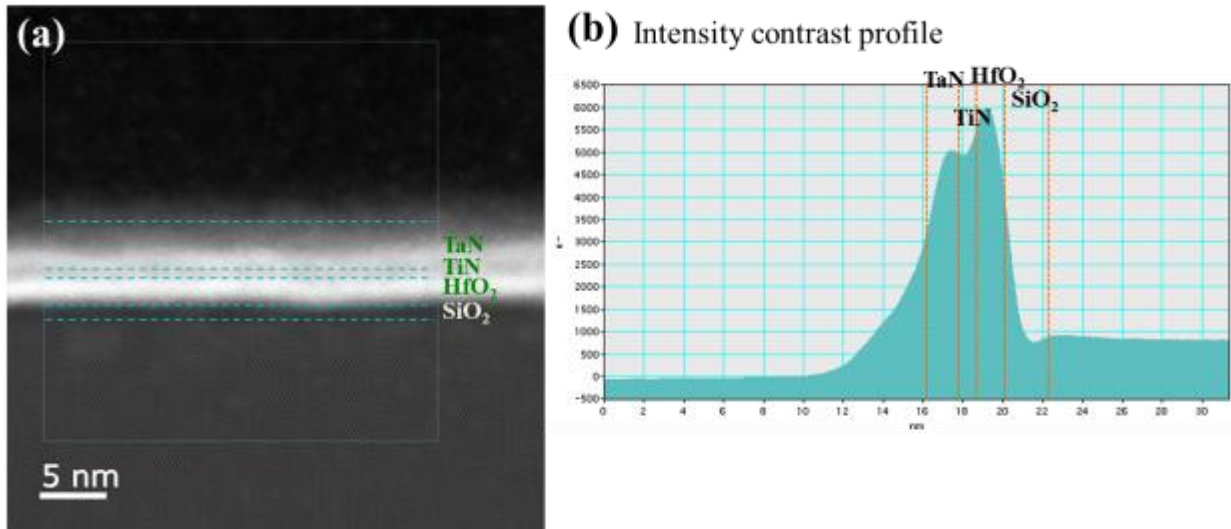 (a)
TaN
TiN
HfO₂
SiO₂
5 nm
(b) Intensity contrast profile
TaN HfO₂
SiO₂
TiN
6500
6000
5500
5000
4500
4000
3500
3000
2500
2000
1500
1000
500
0
-500
0 2 4 6 8 10 12 14 16 18 20 22 24 26 28 30
nm